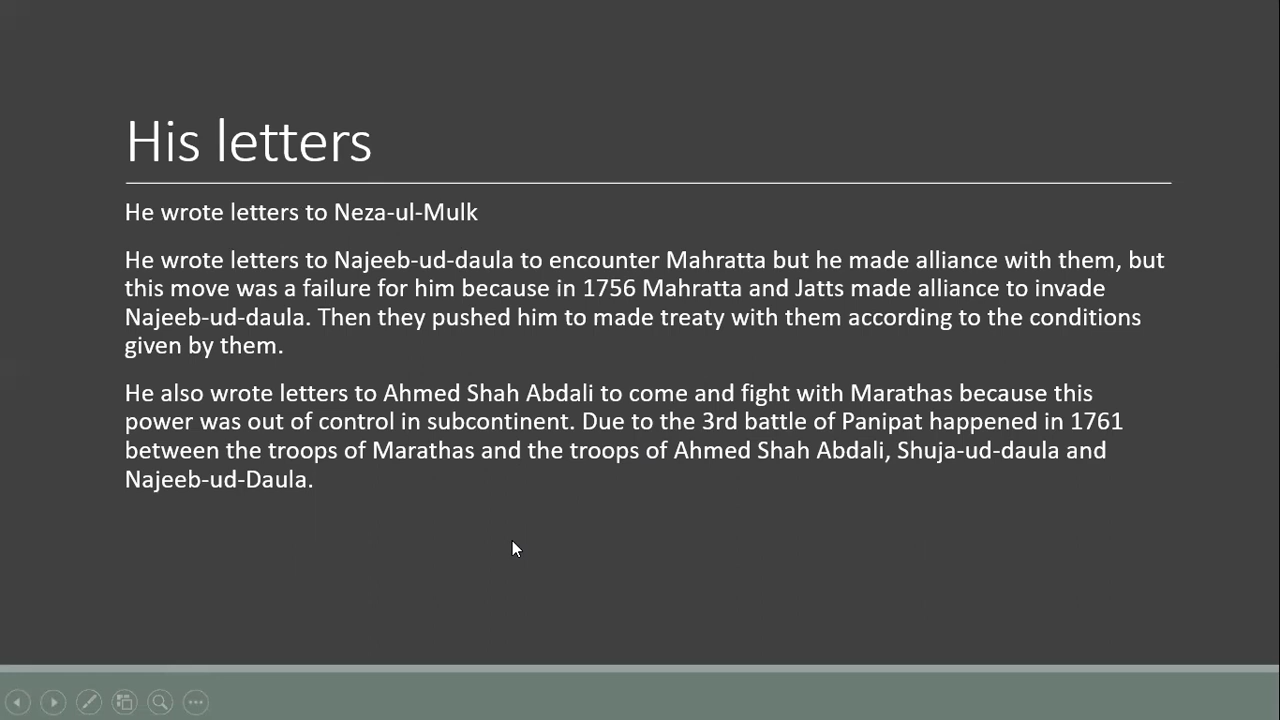 His letters
He wrote letters to Neza-ul-Mulk
He wrote letters to Najeeb-ud-daula to encounter Mahratta but he made alliance with them, but
this move was a failure for him because in 1756 Mahratta and Jatts made alliance to invade
Najeeb-ud-daula. Then they pushed him to made treaty with them according to the conditions
given by them.
He also wrote letters to Ahmed Shah Abdali to come and fight with Marathas because this
power was out of control in subcontinent. Due to the 3rd battle of Panipat happened in 1761
between the troops of Marathas and the troops of Ahmed Shah Abdali, Shuja-ud-daula and
Najeeb-ud-Daula.